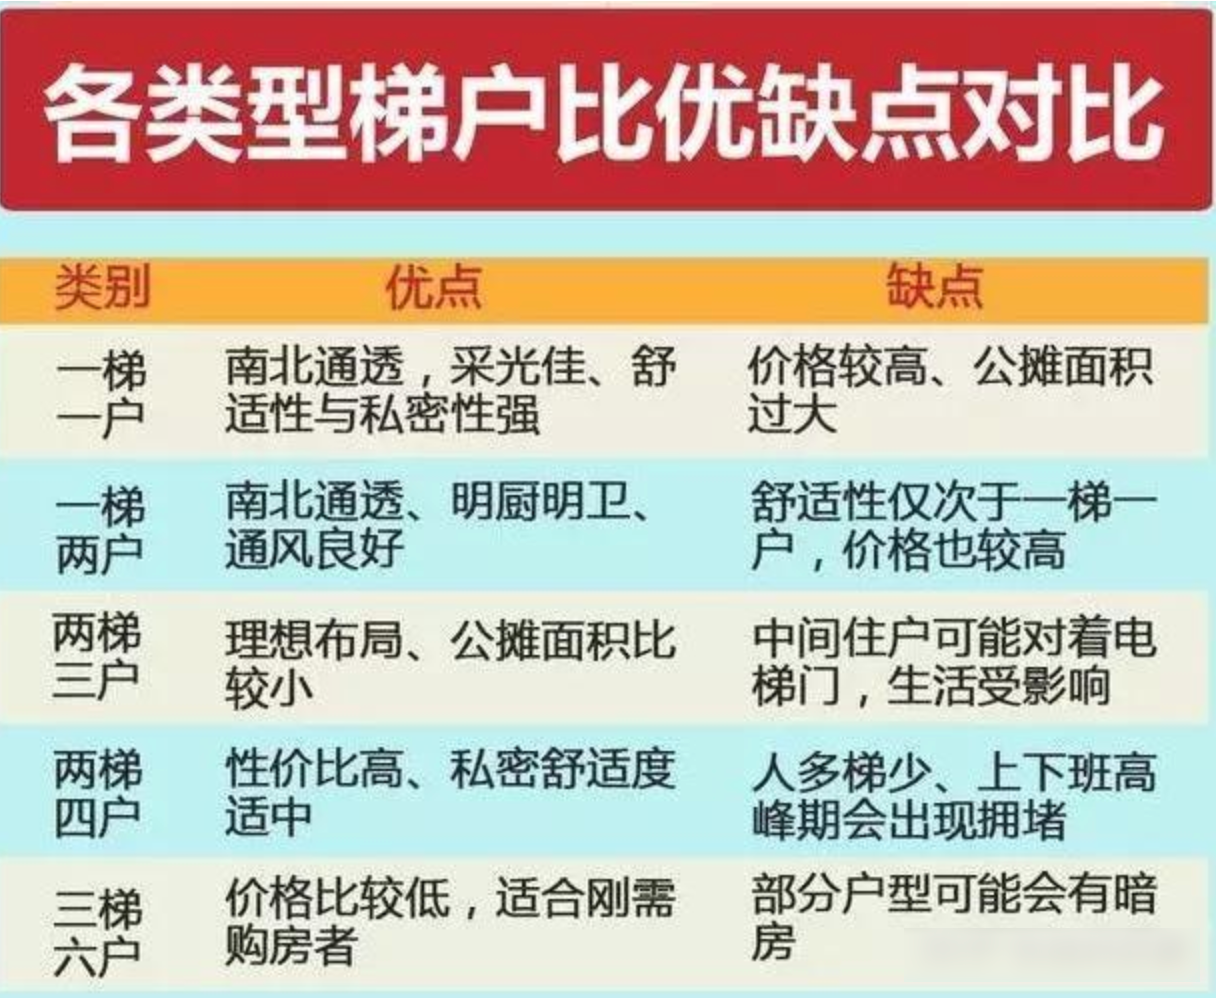 各类型梯户比优缺点对比
类别 优点 缺点
一梯
一户
南北通透，采光佳、舒
适性与私密性强
价格较高、公摊面积
过大
一梯
两户
南北通透、明厨明卫、
通风良好
舒适性仅次于一梯一
户，价格也较高
两梯
三户
理想布局、公摊面积比
较小
中间住户可能对着电
梯门，生活受影响
两梯
四户
性价比高、私密舒适度
适中
人多梯少、上下班高
峰期会出现拥堵
三梯
六户
价格比较低，适合刚需
购房者
部分户型可能会有暗
房